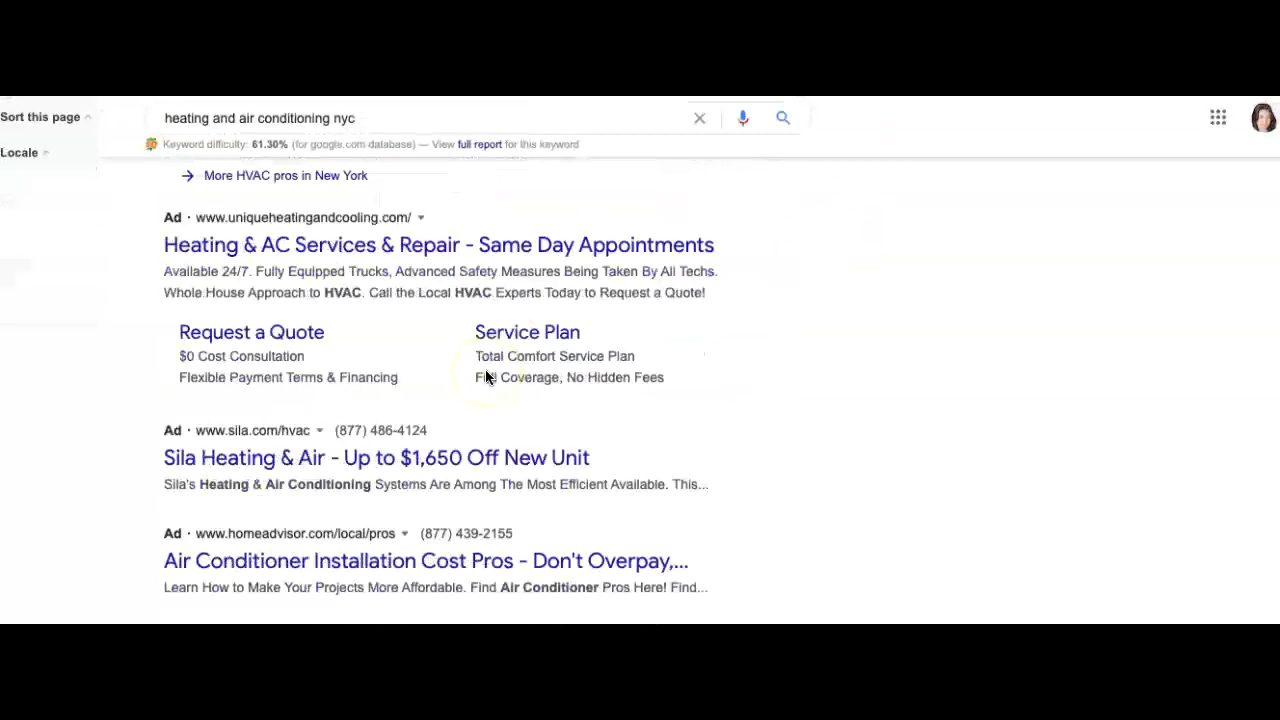 Sort this page
heating and air conditioning nyc
Keyword difficulty: 61.30% (for google.com database) — View full report for this keyword
Locale
More HVAC pros in New York
Ad · www.uniqueheatingandcooling.com/
Heating & AC Services & Repair - Same Day Appointments
Available 24/7. Fully Equipped Trucks, Advanced Safety Measures Being Taken By All Techs.
Whole House Approach to HVAC. Call the Local HVAC Experts Today to Request a Quote!
Request a Quote
$0 Cost Consultation
Flexible Payment Terms & Financing
Service Plan
Total Comfort Service Plan
Full Coverage, No Hidden Fees
Ad · www.sila.com/hvac (877) 486-4124
Sila Heating & Air - Up to $1,650 Off New Unit
Sila's Heating & Air Conditioning Systems Are Among The Most Efficient Available. This...
Ad · www.homeadvisor.com/local/pros (877) 439-2155
Air Conditioner Installation Cost Pros - Don't Overpay,...
Learn How to Make Your Projects More Affordable. Find Air Conditioner Pros Here! Find...